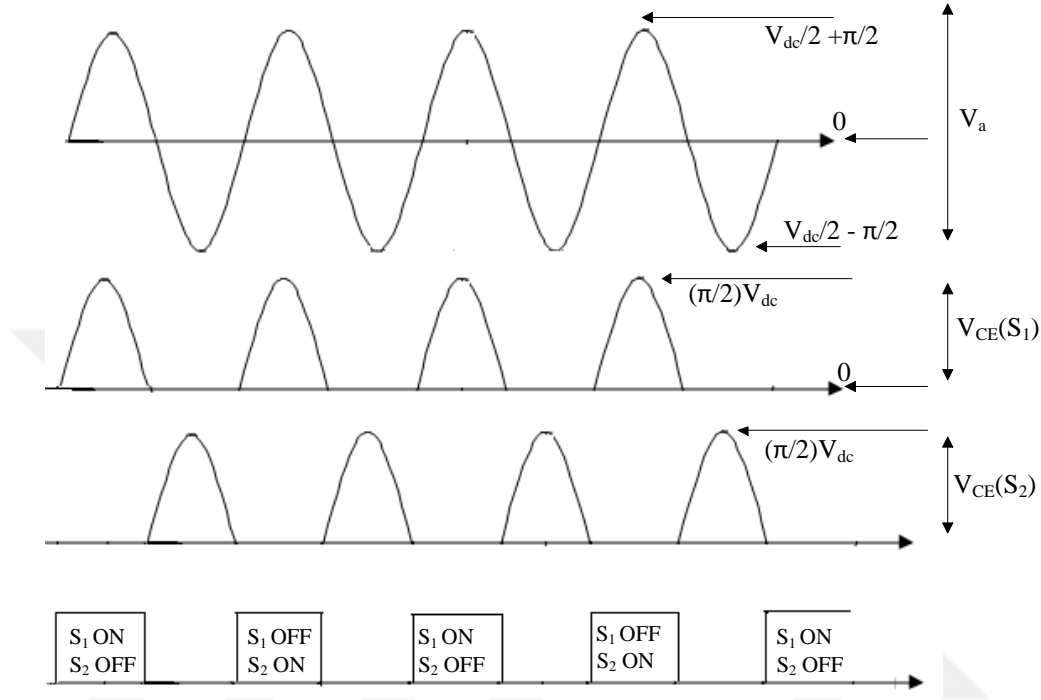 V_dc/2 +π/2
0
V_a
V_dc/2 - π/2
(π/2)V_dc
V_CE(S_1)
0
(π/2)V_dc
V_CE(S_2)
S_1 ON
S_2 OFF
S_1 OFF
S_2 ON
S_1 ON
S_2 OFF
S_1 OFF
S_2 ON
S_1 ON
S_2 OFF